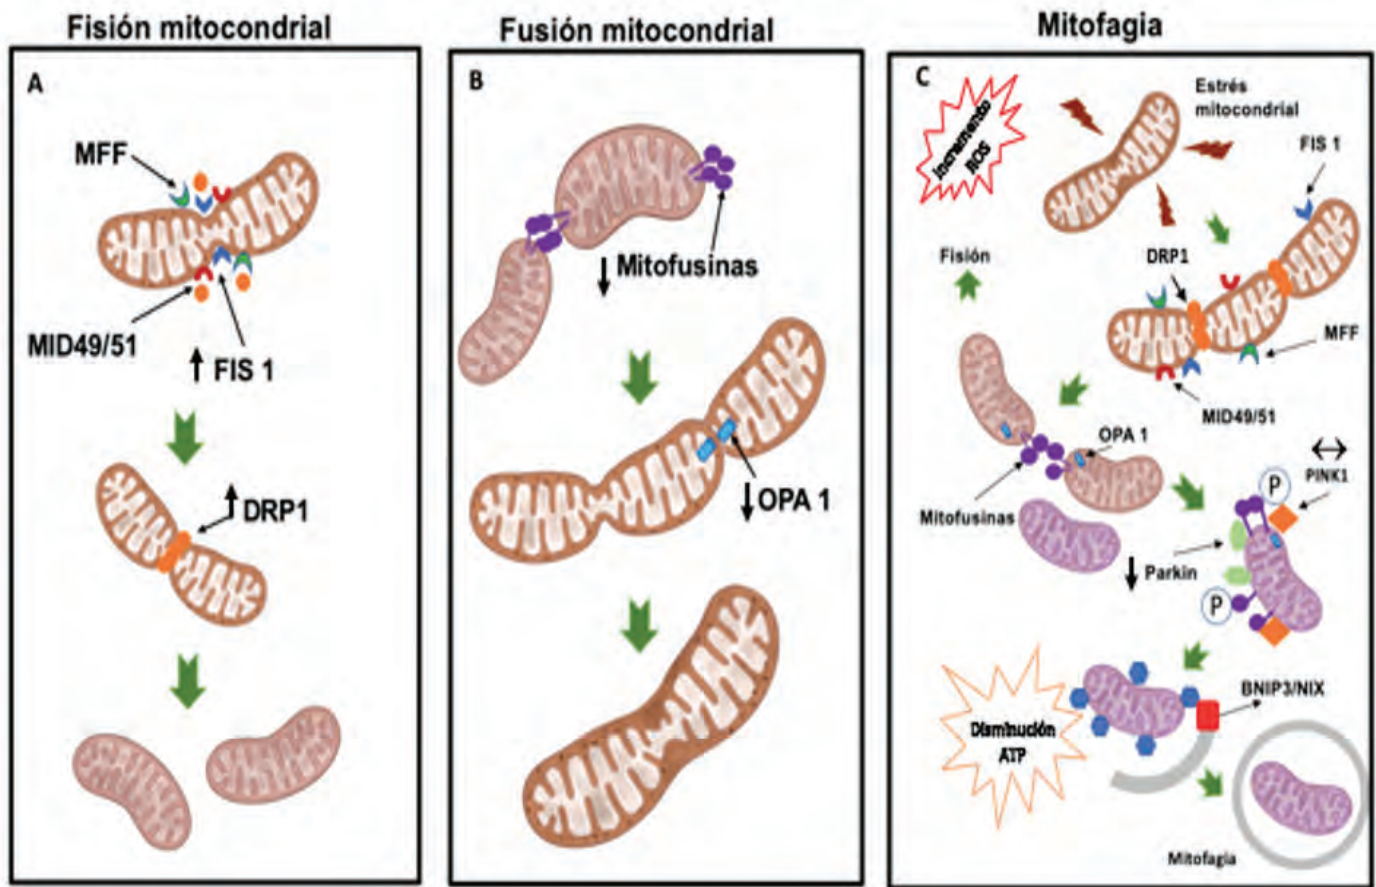 Fisión mitocondrial
A
MFF
MID49/51
↑ FIS 1
↑ DRP1
Fusión mitocondrial
B
↓ Mitofusinas
↓ OPA 1
Mitofagia
C
Incremento
ROS
Estrés
mitocondrial
FIS 1
Fisión
DRP1
MFF
MID49/51
OPA 1
Mitofusinas
↔
PINK1
P
↓ Parkin
P
BNIP3/NIX
Disminución
ATP
Mitofagia